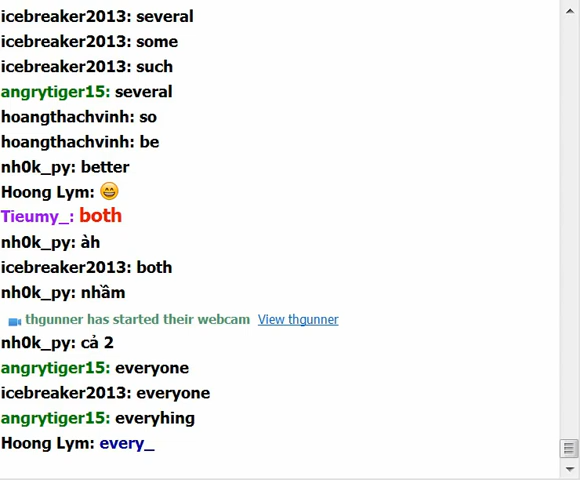 icebreaker2013: several
icebreaker2013: some
icebreaker2013: such
angrytiger15: several
hoangthachvinh: so
hoangthachvinh: be
nh0k_py: better
Hoong Lym: 😄
Tieumy_: both
nh0k_py: àh
icebreaker2013: both
nh0k_py: nhầm
thgunner has started their webcam View thgunner
nh0k_py: cả 2
angrytiger15: everyone
icebreaker2013: everyone
angrytiger15: everyhing
Hoong Lym: every_